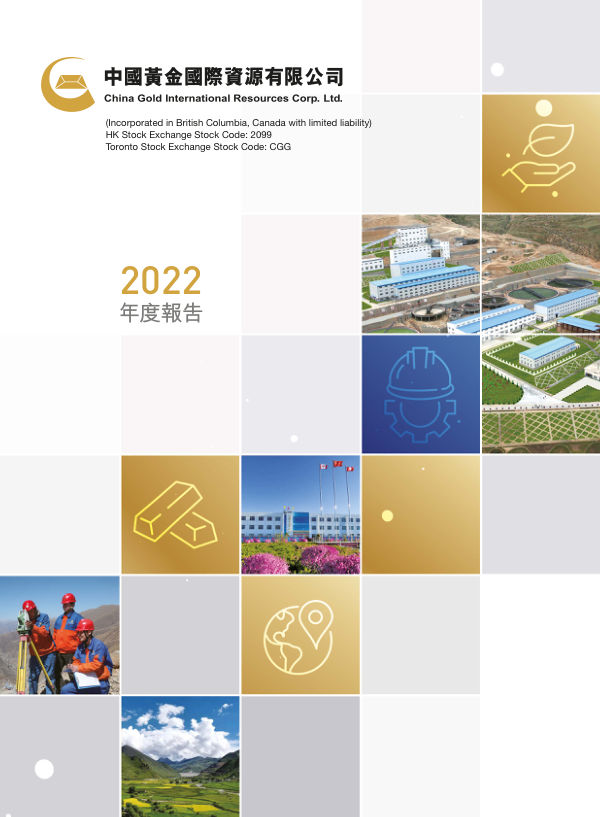 中國黃金國際資源有限公司
China Gold International Resources Corp. Ltd.
(Incorporated in British Columbia, Canada with limited liability)
HK Stock Exchange Stock Code: 2099
Toronto Stock Exchange Stock Code: CGG
2022
年度報告